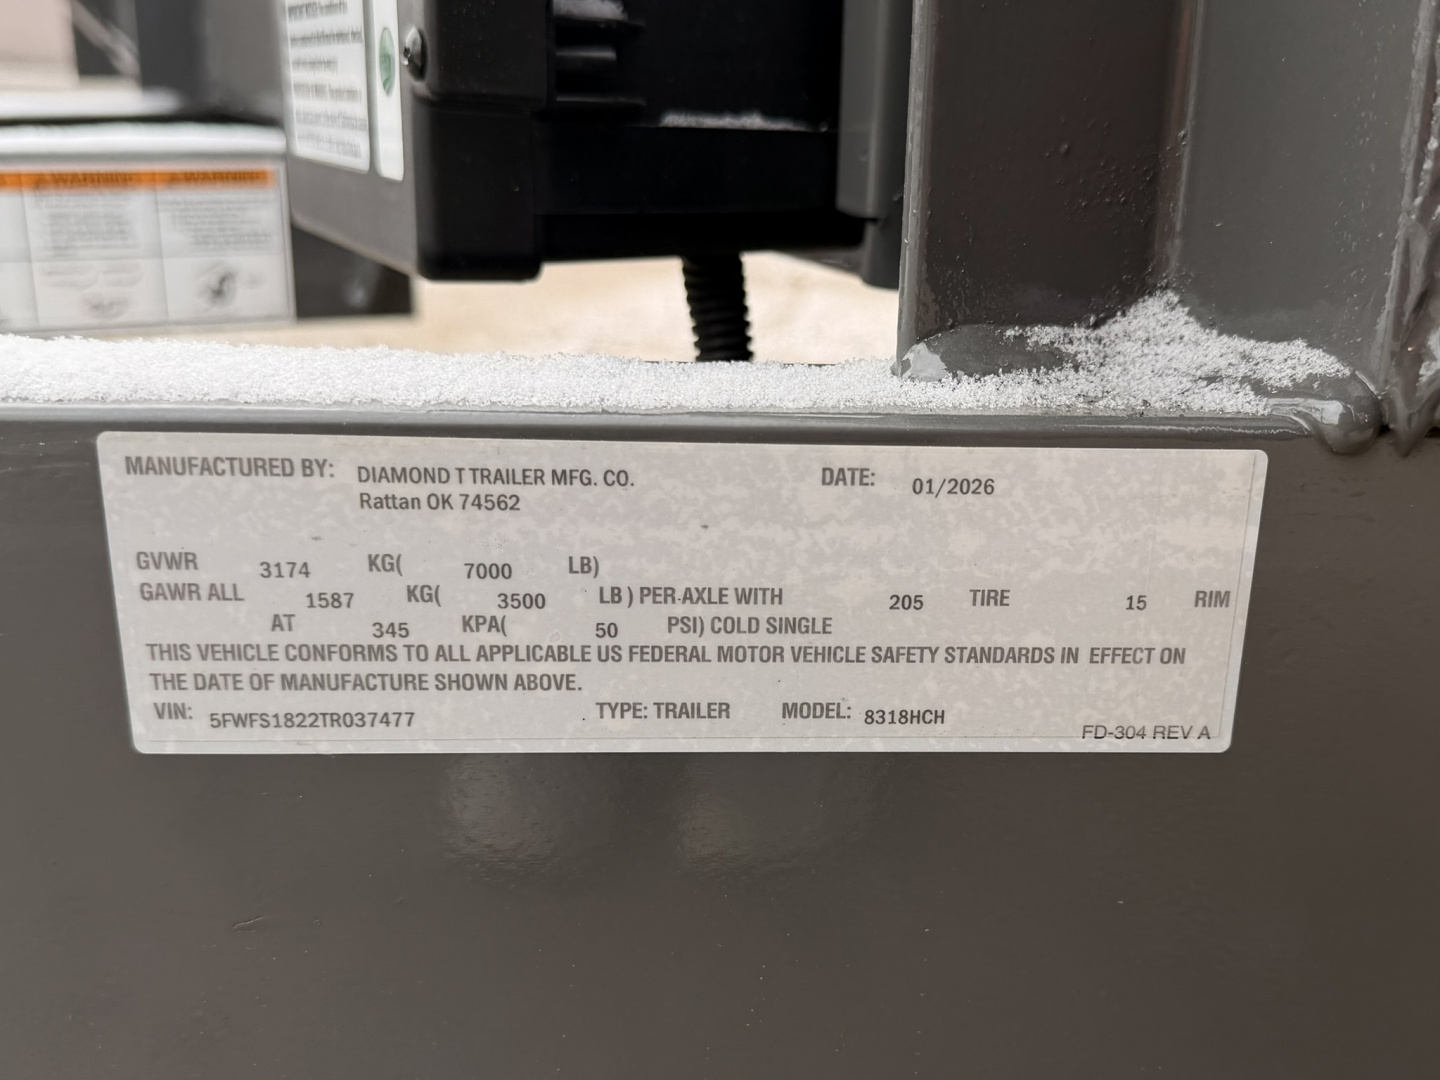 WARNING
MANUFACTURED BY: DIAMOND T TRAILER MFG. CO. DATE: 01/2026
Rattan OK 74562
GVWR 3174 KG( 7000 LB)
GAWR ALL 1587 KG( 3500 LB ) PER AXLE WITH 205 TIRE 15 RIM
AT 345 KPA( 50 PSI) COLD SINGLE
THIS VEHICLE CONFORMS TO ALL APPLICABLE US FEDERAL MOTOR VEHICLE SAFETY STANDARDS IN EFFECT ON
THE DATE OF MANUFACTURE SHOWN ABOVE.
VIN: 5FWFS1822TR037477 TYPE: TRAILER MODEL: 8318HCH
FD-304 REV A